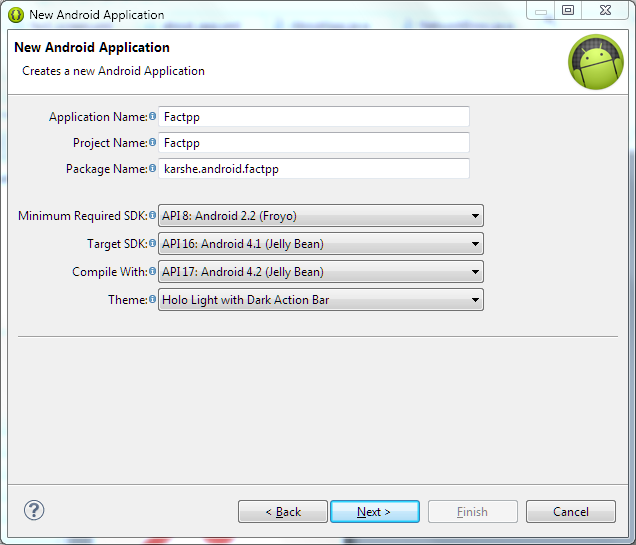 New Android Application
New Android Application
Creates a new Android Application
Application Name: Factpp
Project Name: Factpp
Package Name: karshe.android.factpp
Minimum Required SDK: API 8: Android 2.2 (Froyo)
Target SDK: API 16: Android 4.1 (Jelly Bean)
Compile With: API 17: Android 4.2 (Jelly Bean)
Theme: Holo Light with Dark Action Bar
? < Back Next > Finish Cancel